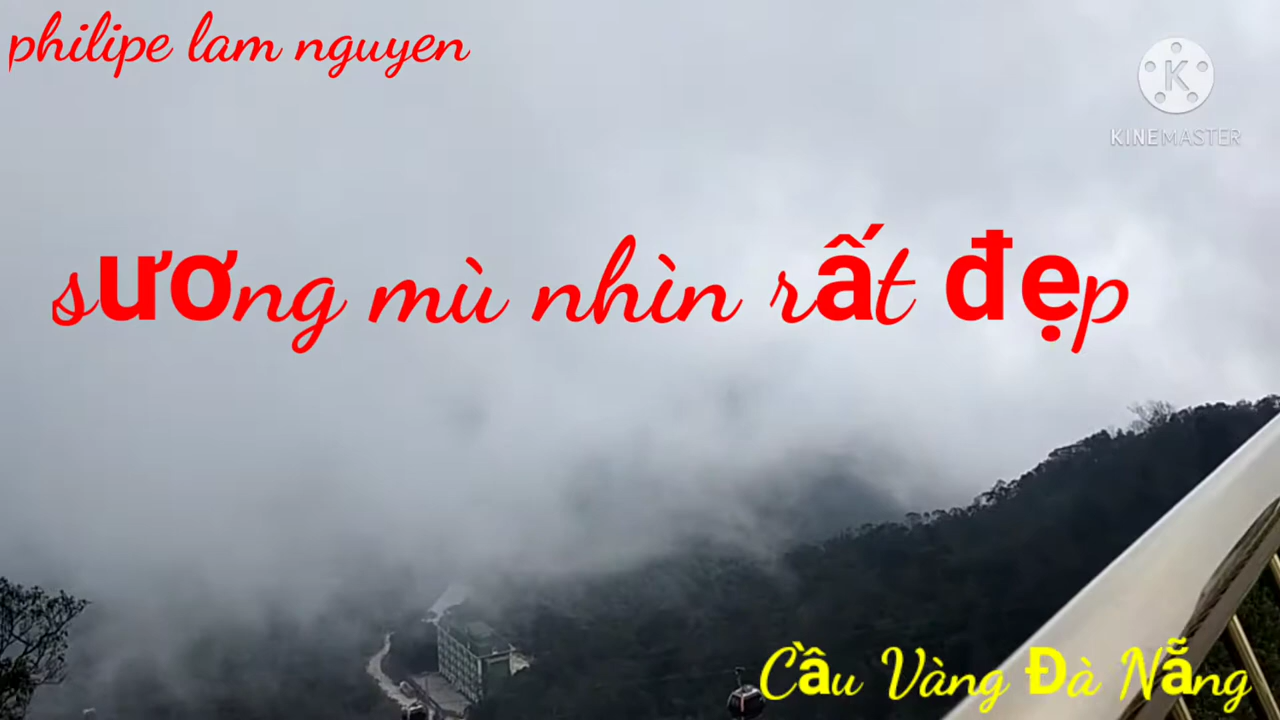 philipe lam nguyen
KINEMASTER
sương mù nhìn rất đẹp
Cầu Vàng Đà Nẵng